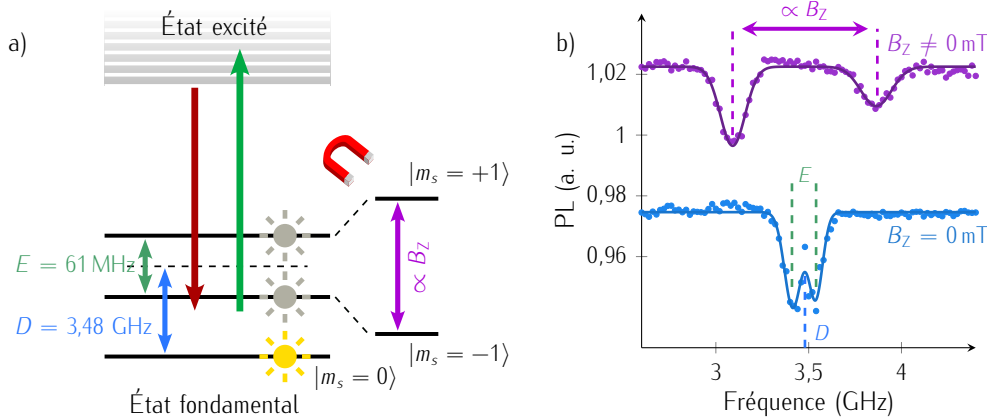 a)
État excité
|m_s = +1⟩
E = 61 MHz
∝ B_Z
D = 3,48 GHz
|m_s = −1⟩
|m_s = 0⟩
État fondamental
b)
∝ B_Z
B_Z ≠ 0 mT
1,02
1
0,98
0,96
PL (a. u.)
E
B_Z = 0 mT
D
3
3,5
4
Fréquence (GHz)